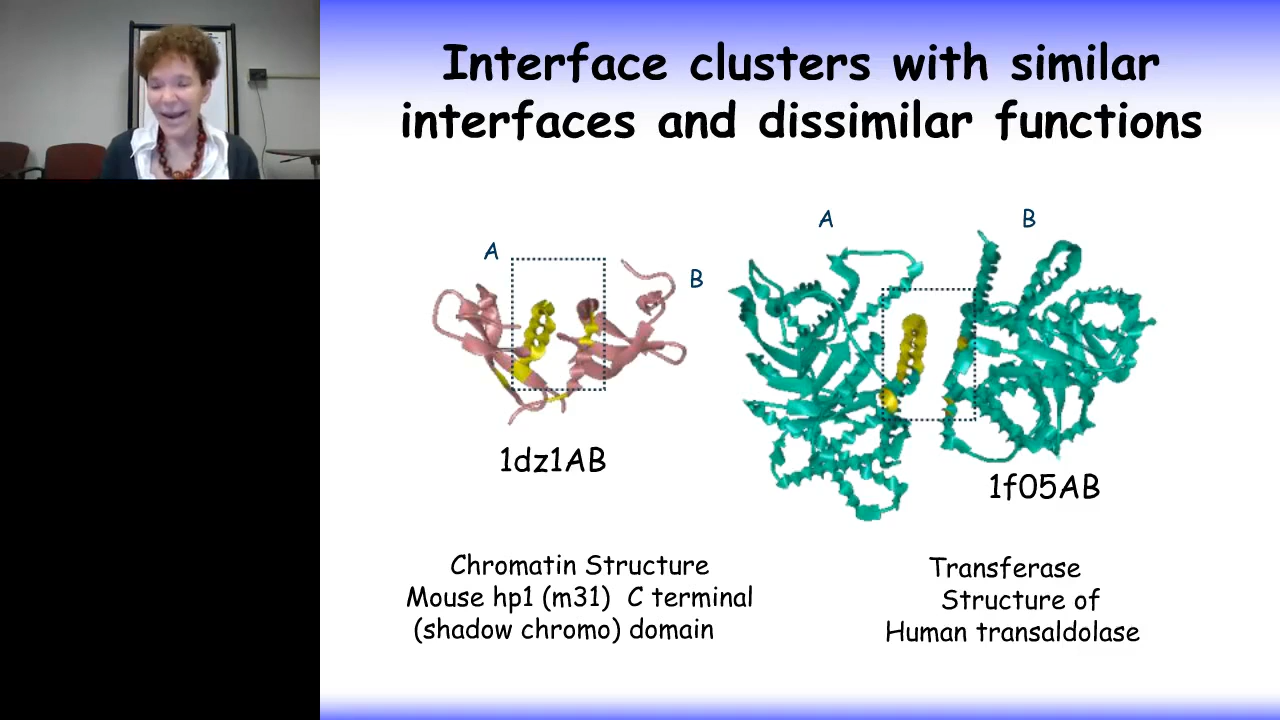 Interface clusters with similar
interfaces and dissimilar functions
A
B
A
B
1dz1AB
1f05AB
Chromatin Structure
Mouse hp1 (m31) C terminal
(shadow chromo) domain
Transferase
Structure of
Human transaldolase